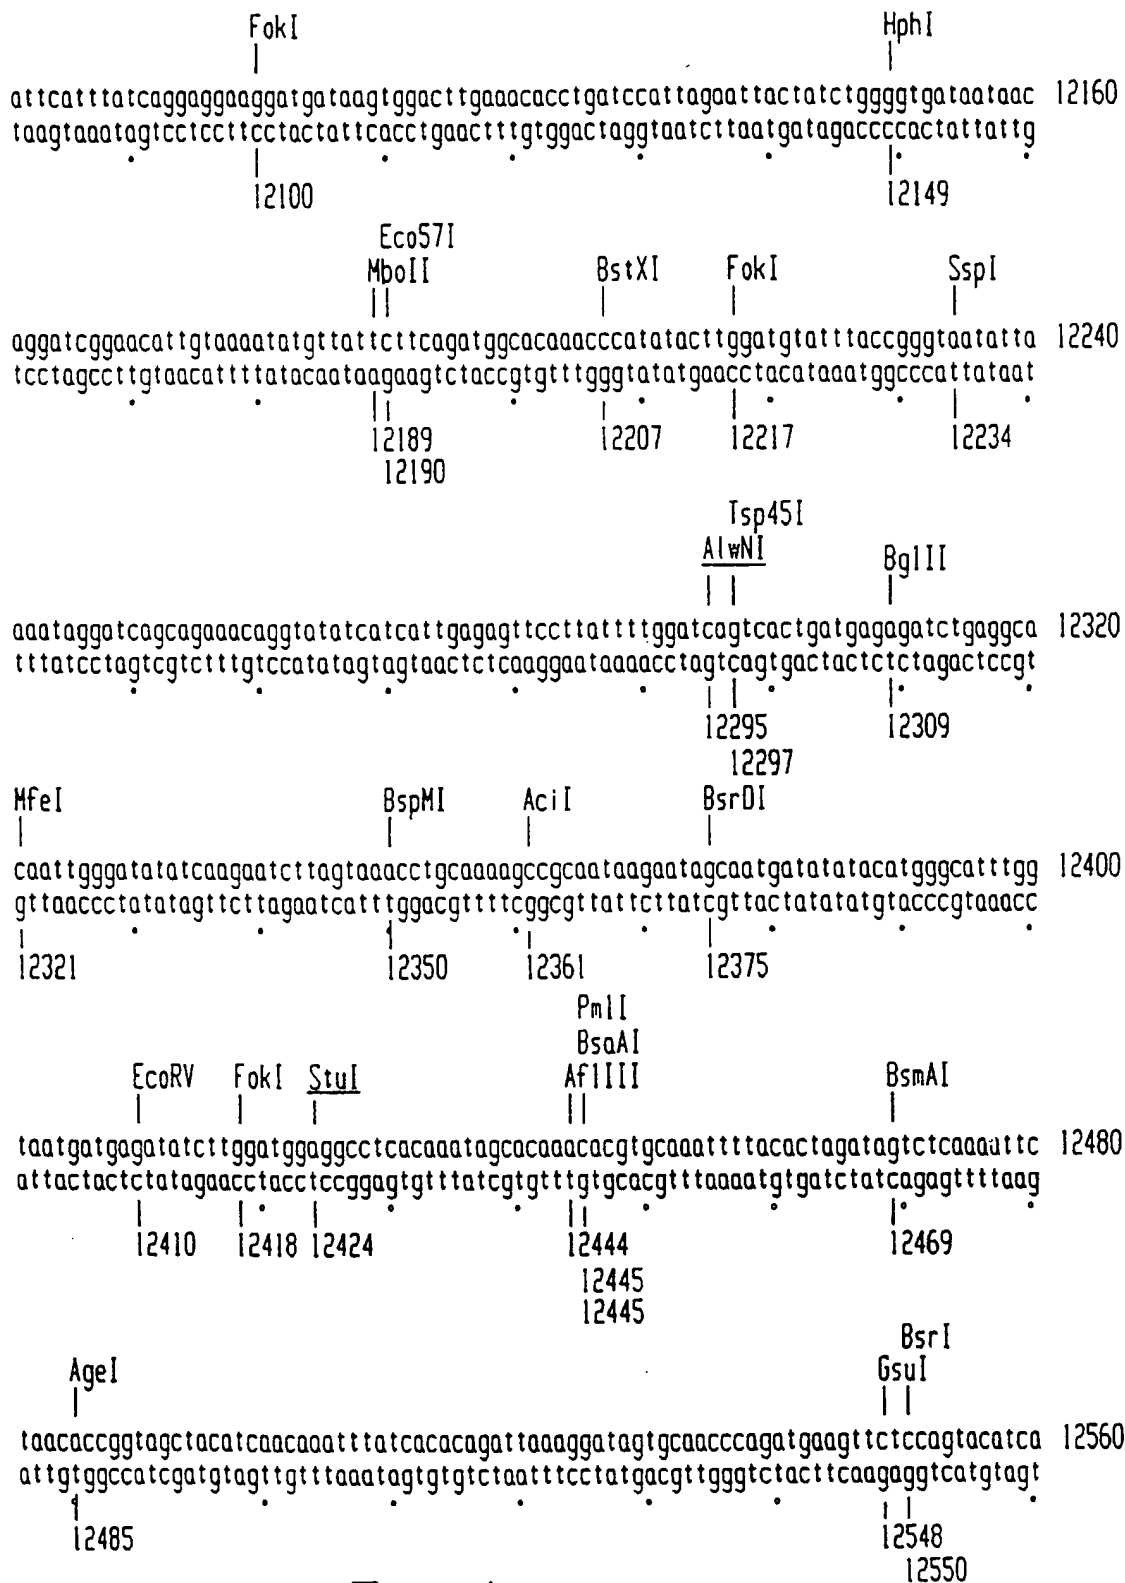 FokI HphI
attcatttatcaggaggaaggatgataagtggacttgaaacacctgatccattagaattactatctggggtgataataac 12160
taagtaaatagtcctccttcctactattcacctgaactttgtggactaggtaatcttaatgatagaccccactattattg
12100 12149
Eco57I
MboII BstXI FokI SspI
aggatcggaacattgtaaaatatgttattcttcagatggcacaaacccatatacttggatgtatttaccgggtaatatta 12240
tcctagccttgtaacattttatacaataagaagtctaccgtgtttgggtatatgaacctacataaatggcccattataat
12189 12207 12217 12234
12190
Tsp45I
AlwNI BglII
aaataggatcagcagaaacaggtatatcatcattgagagttccttattttggatcagtcactgatgagagatctgaggca 12320
tttatcctagtcgtctttgtccatatagtagtaactctcaaggaataaaacctagtcagtgactactctctagactccgt
12295 12309
12297
MfeI BspMI AciI BsrDI
caattgggatatatcaagaatcttagtaaacctgcaaaagccgcaataagaatagcaatgatatatacatgggcatttgg 12400
gttaaccctatatagttcttagaatcatttggacgttttcggcgttattcttatcgttactatatatgtacccgtaaacc
12321 12350 12361 12375
PmlI
BsaAI
EcoRV FokI StuI AflIII BsmAI
taatgatgagatatcttggatggaggcctcacaaatagcacaaacacgtgcaaattttacactagatagtctcaaaattc 12480
attactactctatagaacctacctccggagtgtttatcgtgtttgtgcacgtttaaaatgtgatctatcagagttttaag
12410 12418 12424 12444 12469
12445
12445
BsrI
AgeI GsuI
taacaccggtagctacatcaacaaatttatcacacagattaaaggatagtgcaacccagatgaagttctccagtacatca 12560
attgtggccatcgatgtagttgtttaaatagtgtgtctaatttcctatgacgttgggtctacttcaagaggtcatgtagt
12485 12548
12550